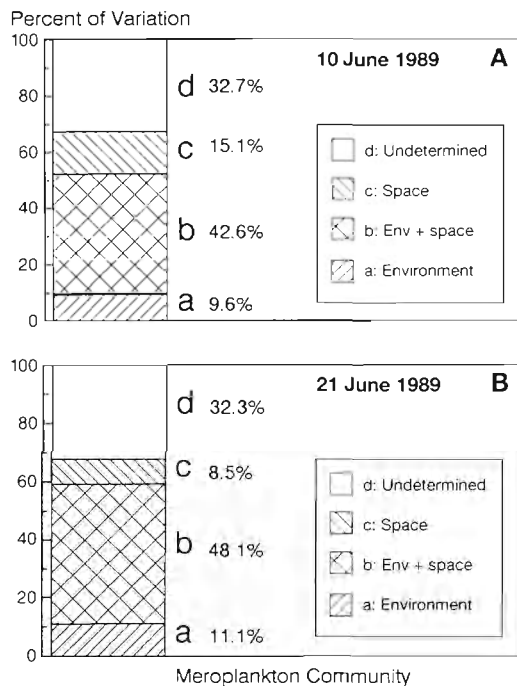 Percent of Variation
10 June 1989 A
100
80
60
40
20
0
d 32.7%
c 15.1%
b 42.6%
a 9.6%
d: Undetermined
c: Space
b: Env + space
a: Environment
21 June 1989 B
100
80
60
40
20
0
d 32.3%
c 8.5%
b 48 1%
a 11.1%
d: Undetermined
c: Space
b: Env + space
a: Environment
Meroplankton Community